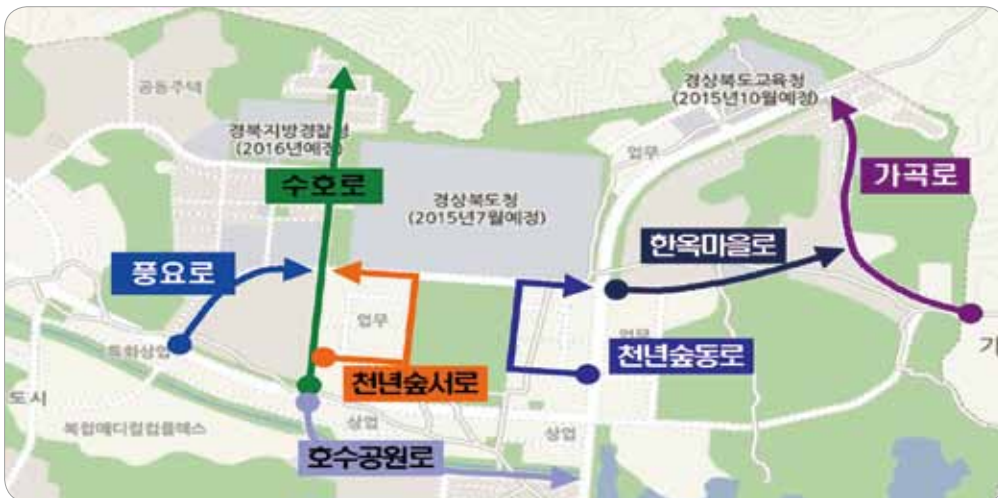 공동주택
경상북도교육청
(2015년10월예정)
경북지방경찰청
(2016년예정)
업무
수호로
가곡로
경상북도청
(2015년7월예정)
한옥마을로
풍요로
업무
업무
특화상업
천년숲서로
천년숲동로
가
도시
복합메디컬컴플렉스
상업
상업
호수공원로